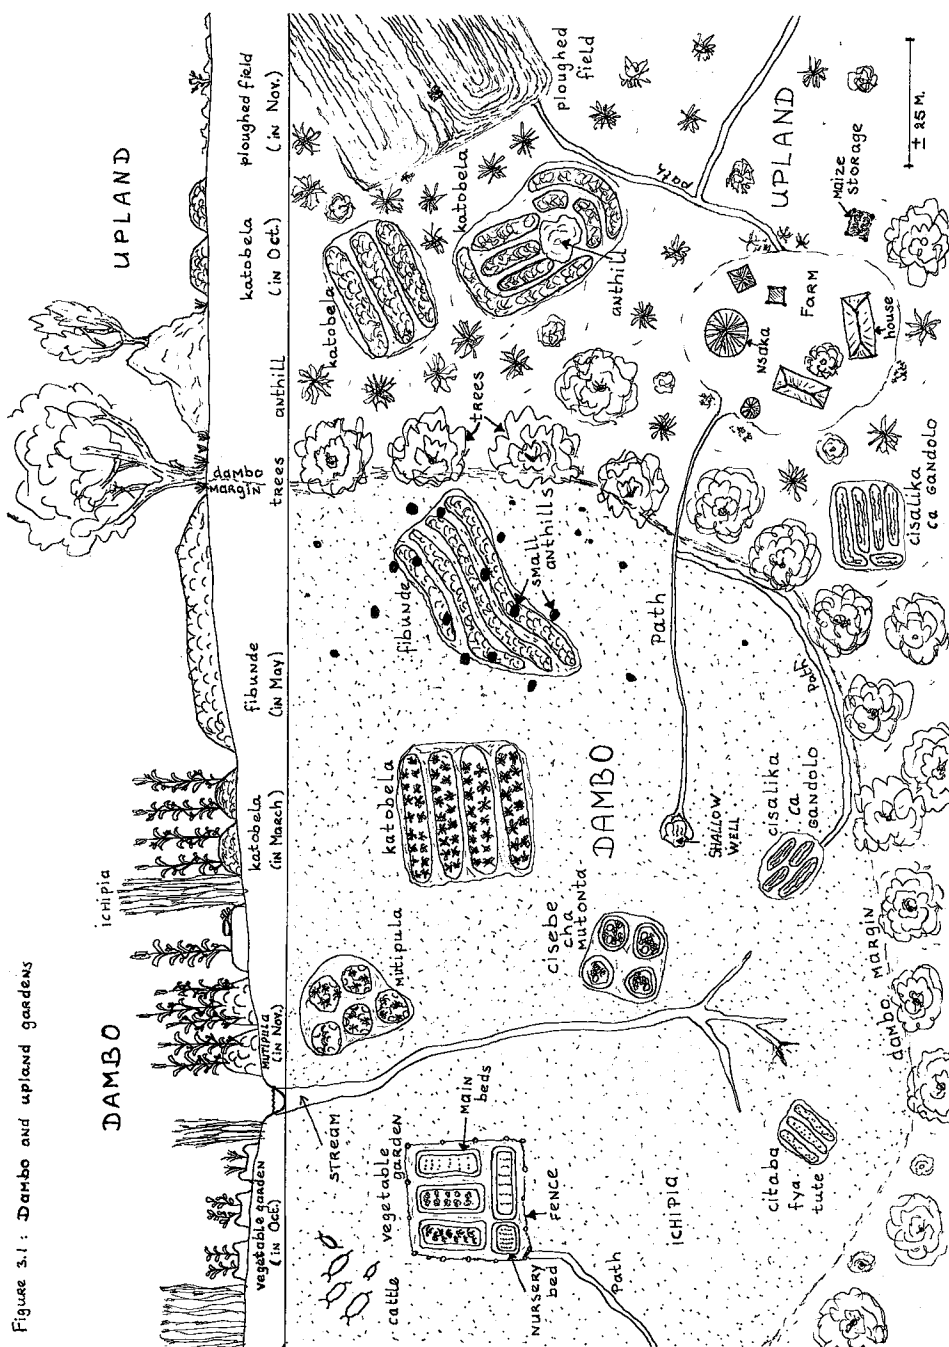 Figure 3.1 : Dambo and upland gardens
DAMBO
UPLAND
ICHIPIA
vegetable garden
(in Oct.)
Mutipula
(in Nov.)
katobela
(in March)
fibunde
(in May)
dambo
margin
trees
anthill
katobela
(in Oct.)
ploughed field
(in Nov.)
cattle
STREAM
vegetable
garden
main
beds
FENCE
NURSERY
bed
Path
ICHIPIA
citaba
fya
tute
Mutipula
cisebe
cha
mutonta
katobela
DAMBO
SHALLOW
WELL
cisalika
ca
Gandolo
dambo margin
fibunde
small
anthills
Path
path
trees
katobela
katobela
anthill
ploughed
field
path
UPLAND
nsaka
FARM
house
Maize
storage
cisalika
ca Gandolo
± 25 M.